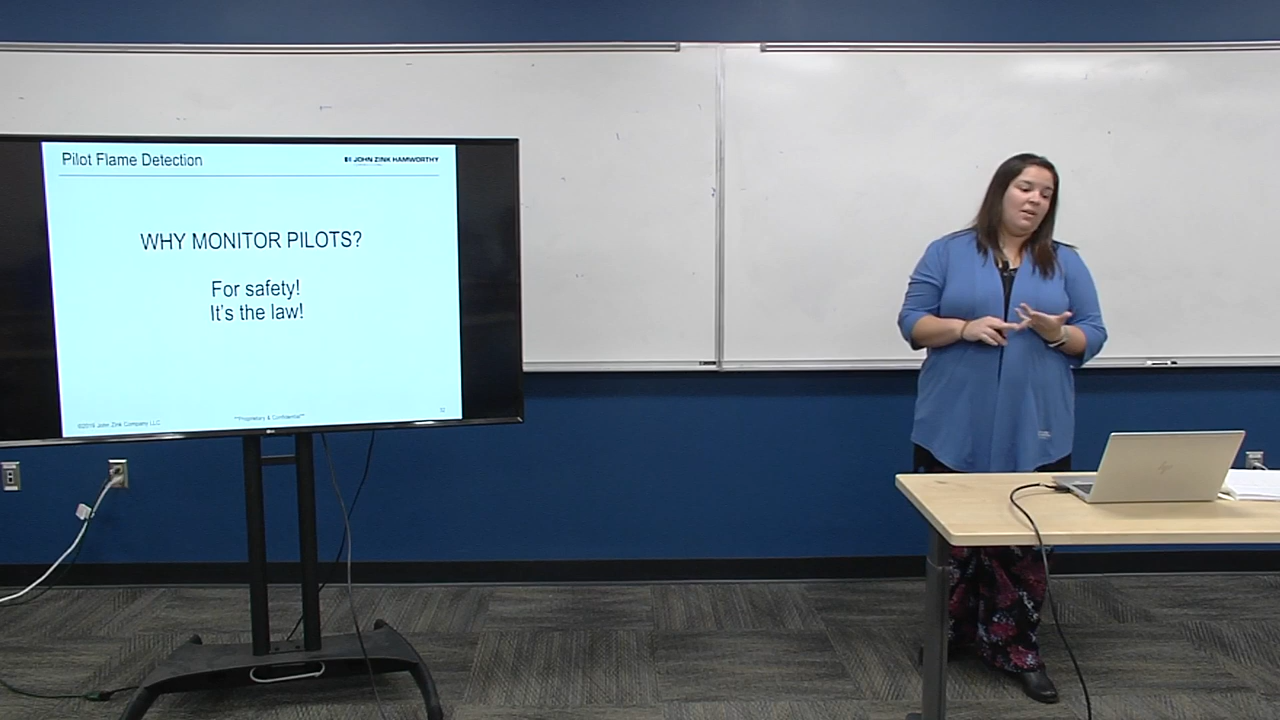 Pilot Flame Detection
JOHN ZINK HAMWORTHY
WHY MONITOR PILOTS?
For safety!
It's the law!
©2019 John Zink Company LLC
**Proprietary & Confidential**